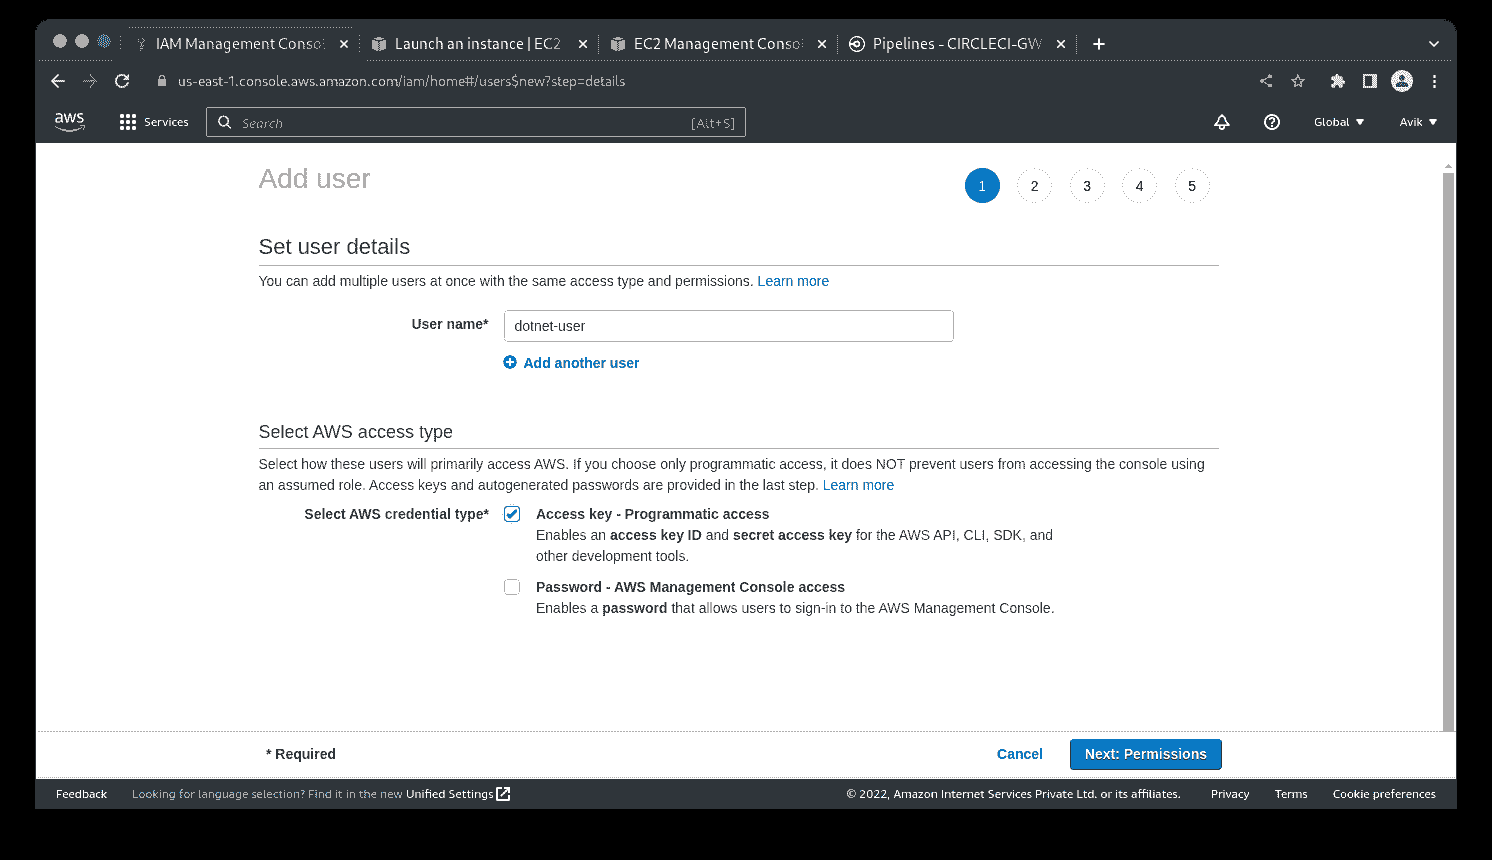 IAM Management Conso
Launch an instance | EC2
EC2 Management Conso
Pipelines - CIRCLECI-GW
us-east-1.console.aws.amazon.com/iam/home#/users$new?step=details
aws
Services
Search
[Alt+S]
Global
Avik
Add user
1
2
3
4
5
Set user details
You can add multiple users at once with the same access type and permissions. Learn more
User name*
dotnet-user
Add another user
Select AWS access type
Select how these users will primarily access AWS. If you choose only programmatic access, it does NOT prevent users from accessing the console using
an assumed role. Access keys and autogenerated passwords are provided in the last step. Learn more
Select AWS credential type*
Access key - Programmatic access
Enables an access key ID and secret access key for the AWS API, CLI, SDK, and
other development tools.
Password - AWS Management Console access
Enables a password that allows users to sign-in to the AWS Management Console.
* Required
Cancel
Next: Permissions
Feedback
Looking for language selection? Find it in the new Unified Settings
© 2022, Amazon Internet Services Private Ltd. or its affiliates.
Privacy
Terms
Cookie preferences